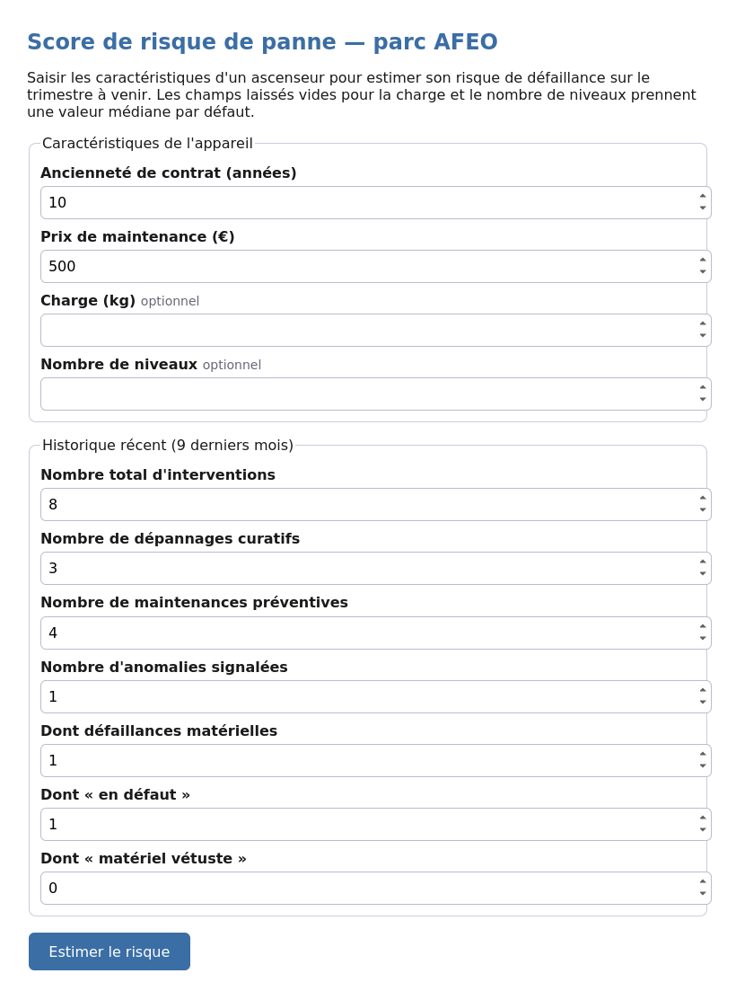 Score de risque de panne — parc AFEO
Saisir les caractéristiques d'un ascenseur pour estimer son risque de défaillance sur le
trimestre à venir. Les champs laissés vides pour la charge et le nombre de niveaux prennent
une valeur médiane par défaut.
Caractéristiques de l'appareil
Ancienneté de contrat (années)
10
Prix de maintenance (€)
500
Charge (kg) optionnel
Nombre de niveaux optionnel
Historique récent (9 derniers mois)
Nombre total d'interventions
8
Nombre de dépannages curatifs
3
Nombre de maintenances préventives
4
Nombre d'anomalies signalées
1
Dont défaillances matérielles
1
Dont « en défaut »
1
Dont « matériel vétuste »
0
Estimer le risque